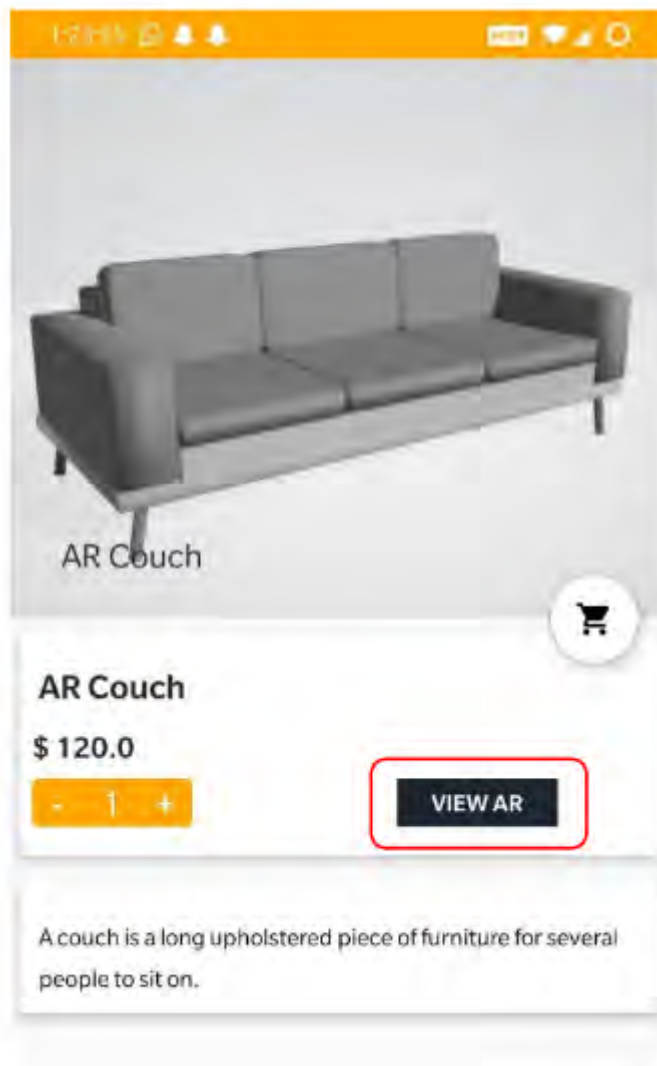 AR Couch
AR Couch
$ 120.0
- 1 +
VIEW AR
A couch is a long upholstered piece of furniture for several
people to sit on.